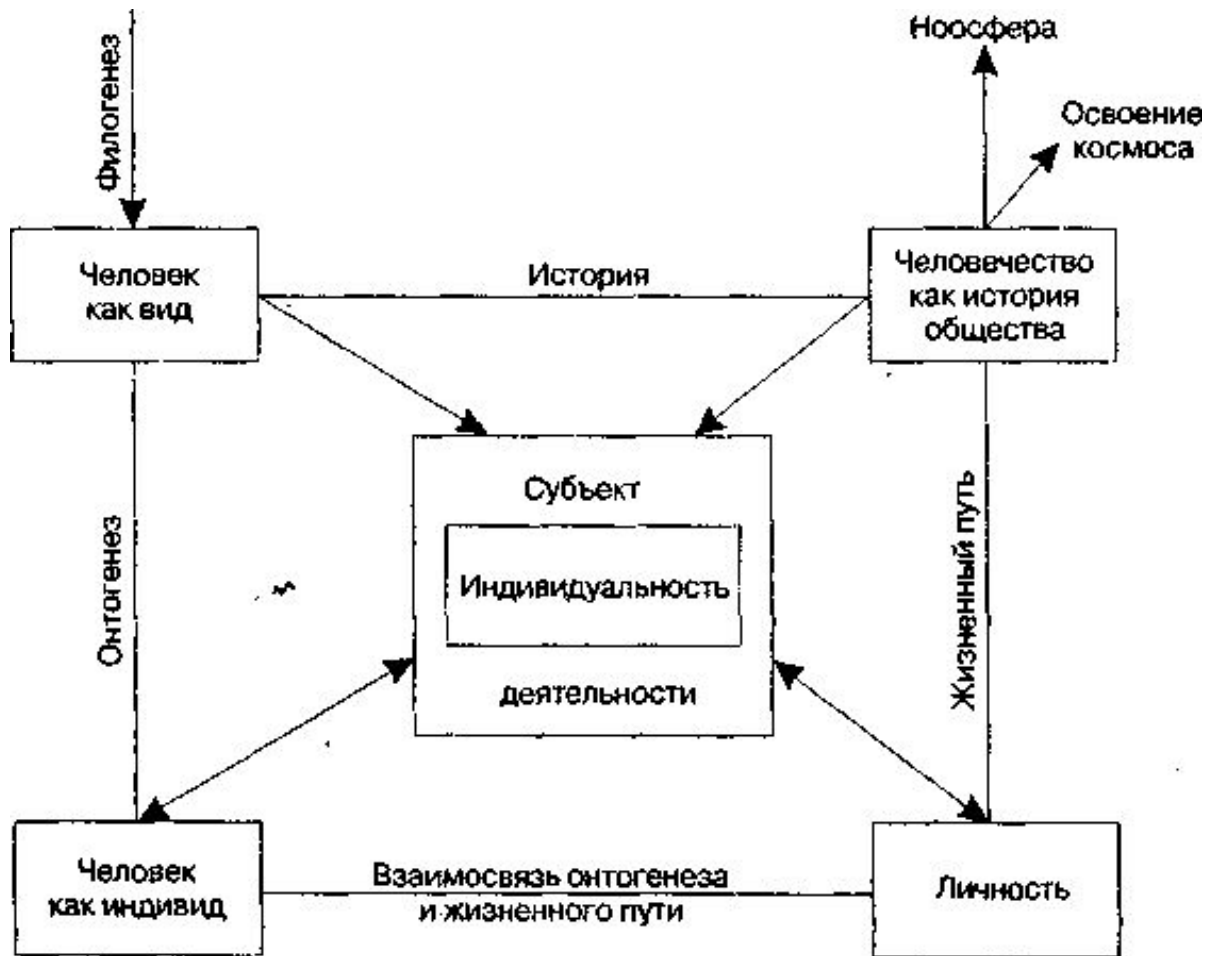 Филогенез
Ноосфера
Освоение
космоса
Человек
как вид
История
Человечество
как история
общества
Онтогенез
Субъект
Индивидуальность
деятельности
Жизненный путь
Человек
как индивид
Взаимосвязь онтогенеза
и жизненного пути
Личность